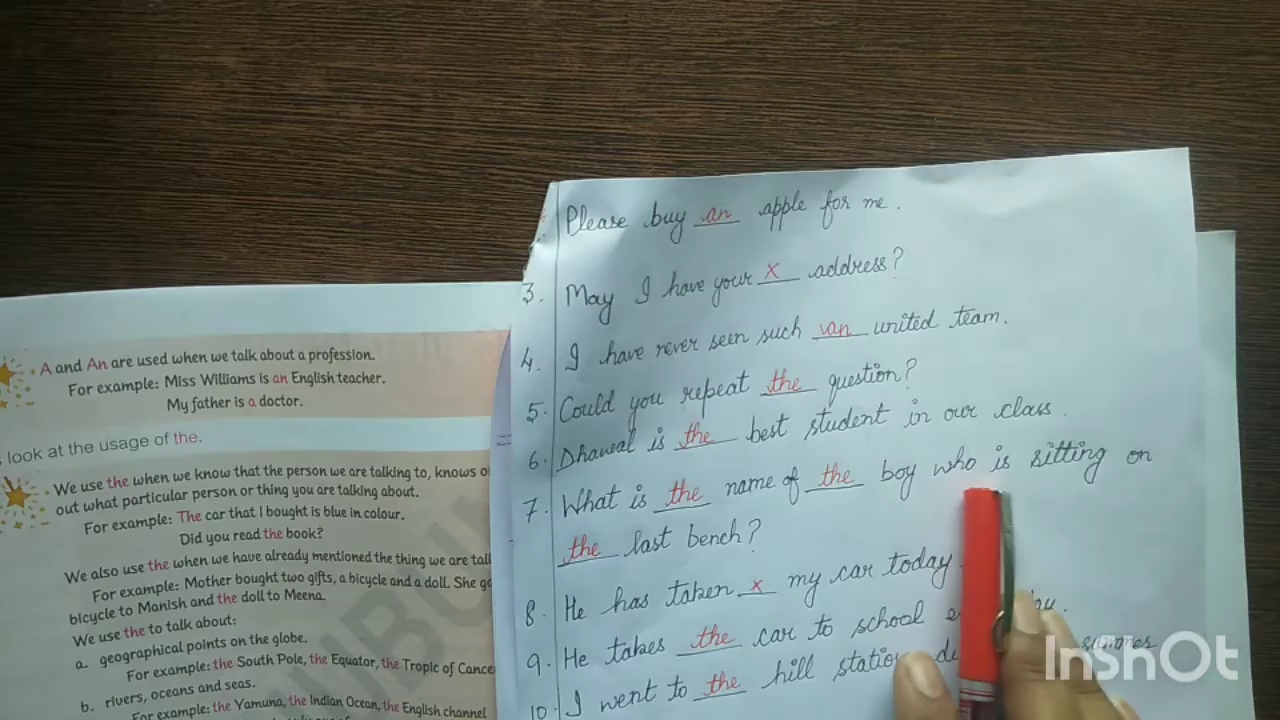 A and An are used when we talk about a profession.
For example: Miss Williams is an English teacher.
My father is a doctor.
look at the usage of the.
We use the when we know that the person we are talking to, knows
out what particular person or thing you are talking about.
For example: The car that I bought is blue in colour.
Did you read the book?
We also use the when we have already mentioned the thing we are
For example: Mother bought two gifts, a bicycle and a doll. She
bicycle to Manish and the doll to Meena.
We use the to talk about:
a. geographical points on the globe.
For example: the South Pole, the Equator, the Tropic of
b. rivers, oceans and seas.
For example: the Yamuna, the Indian Ocean, the English channel
Please buy an apple for me.
3. May I have your x address?
4. I have never seen such an united team.
5. Could you repeat the question?
6. Dhawal is the best student in our class.
7. What is the name of the boy who is sitting on
the last bench?
8. He has taken x my car today.
9. He takes the car to school
10. I went to the hill station
InshOt